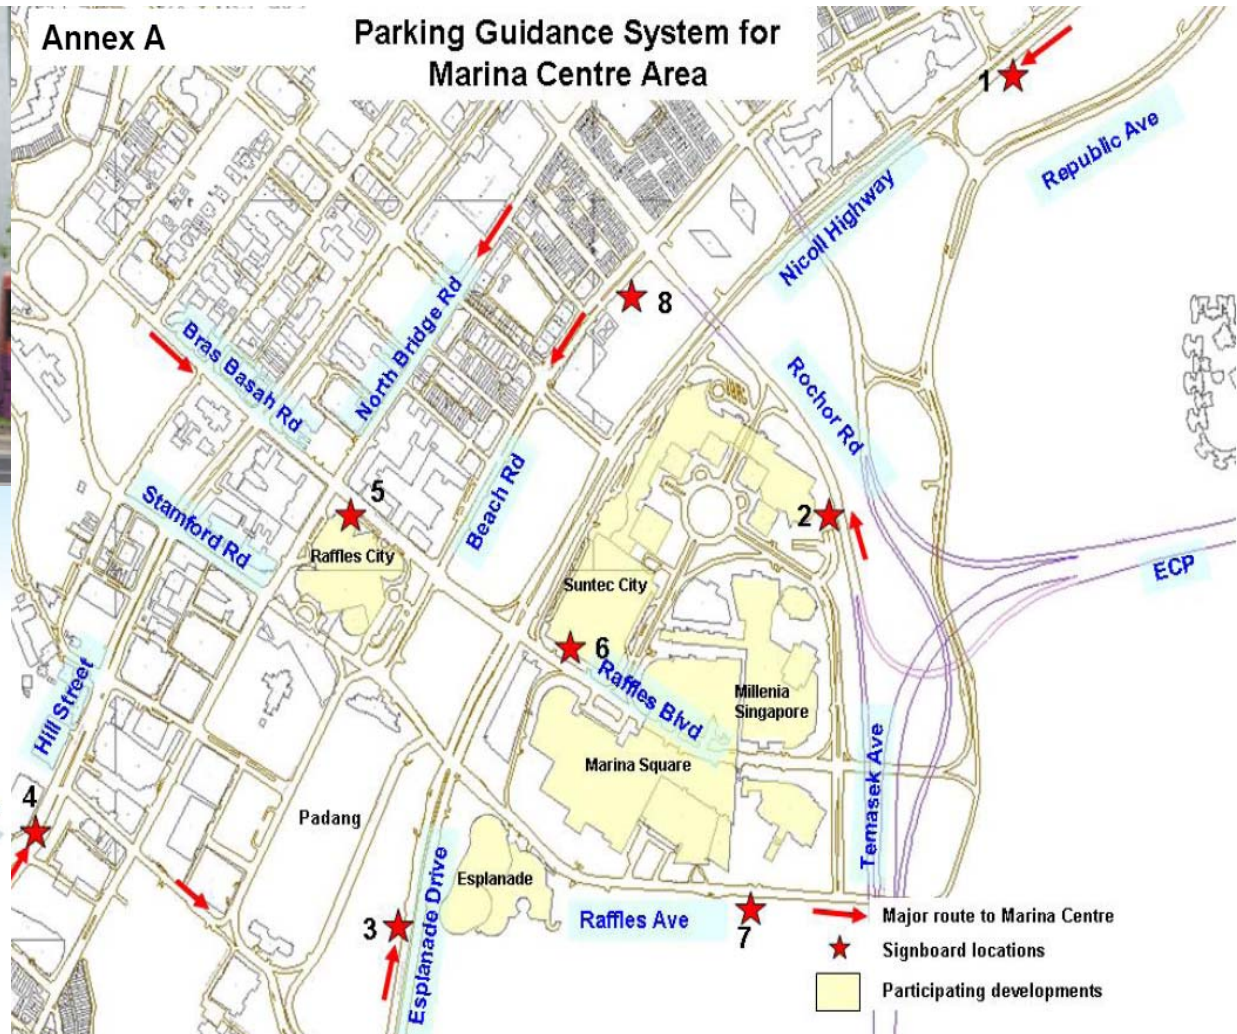 Annex A
Parking Guidance System for
Marina Centre Area
1
Republic Ave
Nicoll Highway
8
North Bridge Rd
Bras Basah Rd
Rochor Rd
Beach Rd
5
Stamford Rd
2
Raffles City
ECP
Suntec City
6
Raffles Blvd
Hill Street
Millenia
Singapore
Marina Square
4
Padang
Temasek Ave
Esplanade
Esplanade Drive
3
Raffles Ave
7
Major route to Marina Centre
Signboard locations
Participating developments